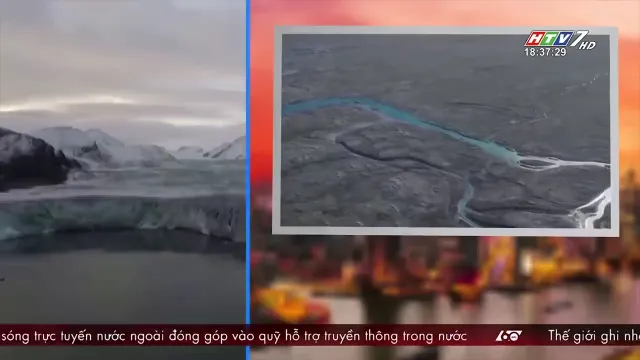 HTV7 HD
18:37:29
sóng trực tuyến nước ngoài đóng góp vào quỹ hỗ trợ truyền thông trong nước 60 Thế giới ghi nh